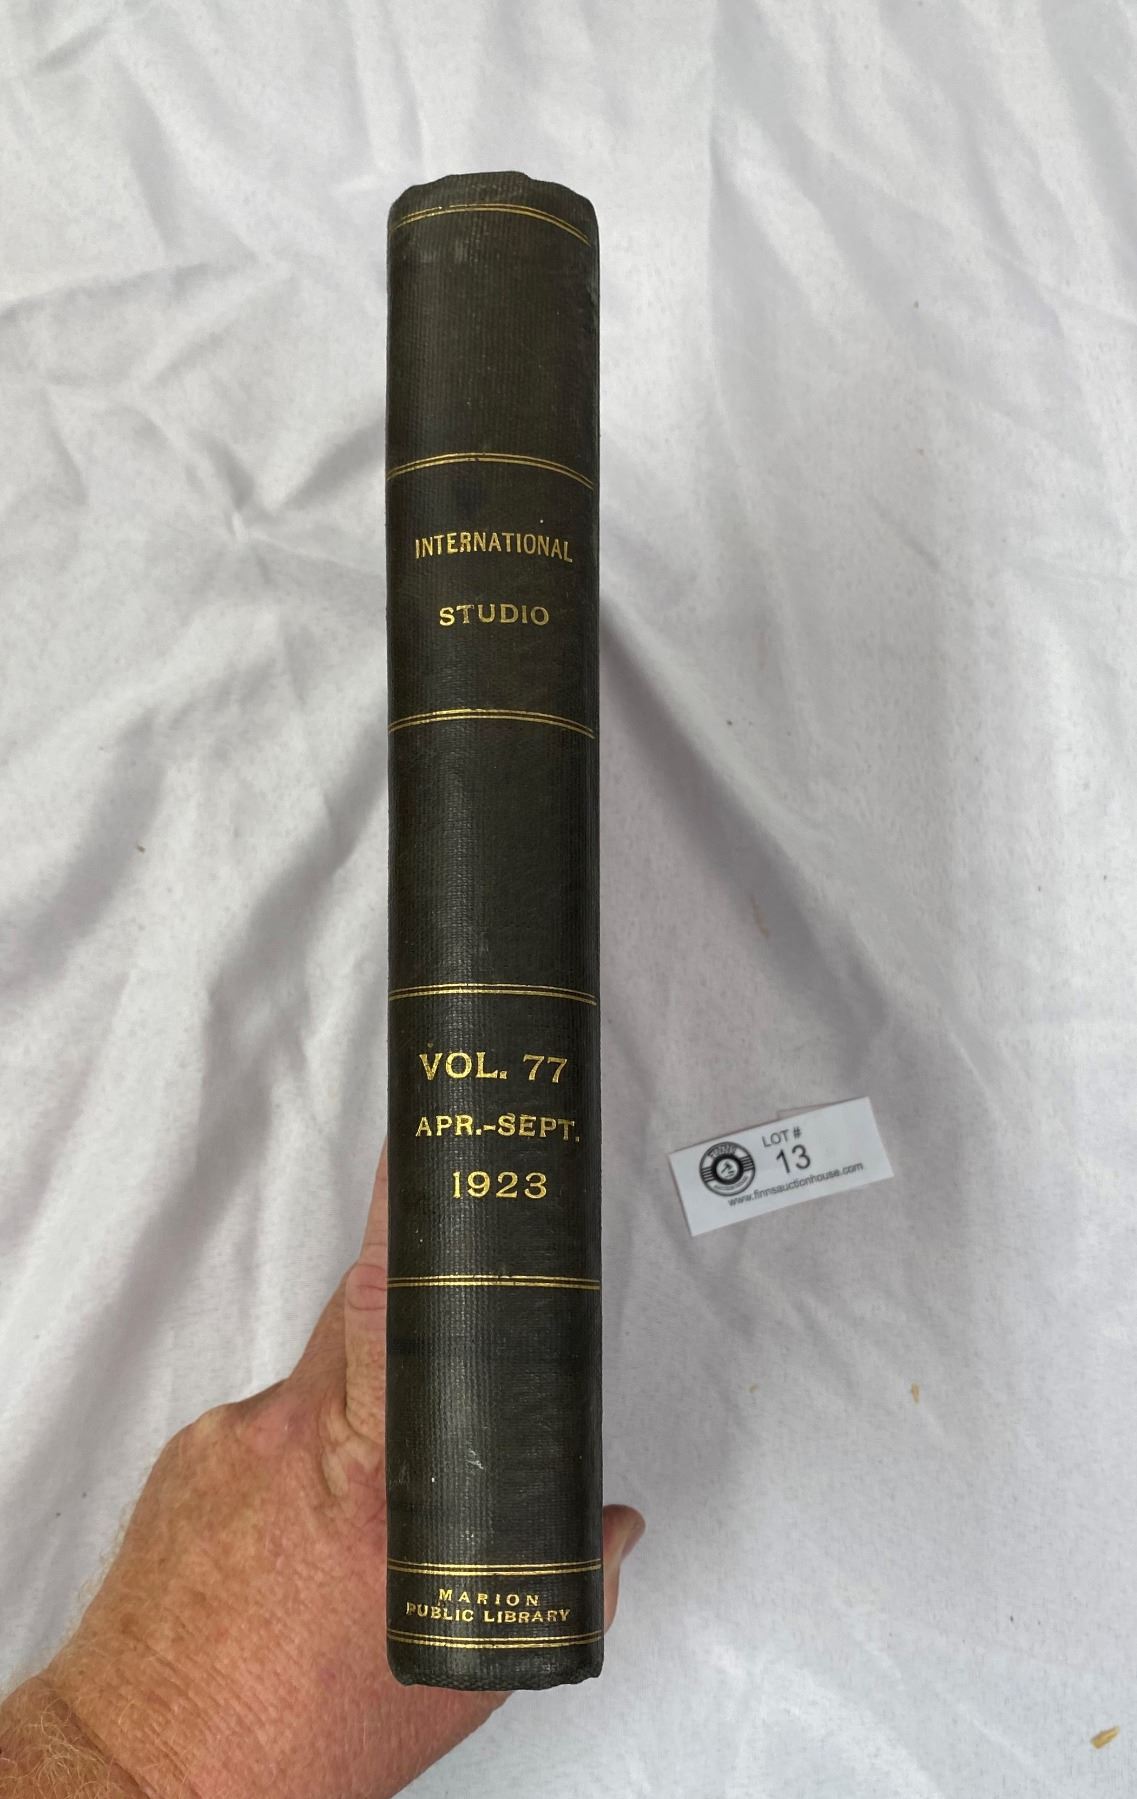 INTERNATIONAL
STUDIO
VOL. 77
APR.-SEPT.
1923
MARION
PUBLIC LIBRARY
LOT #
13
www.finnsauctionhouse.com